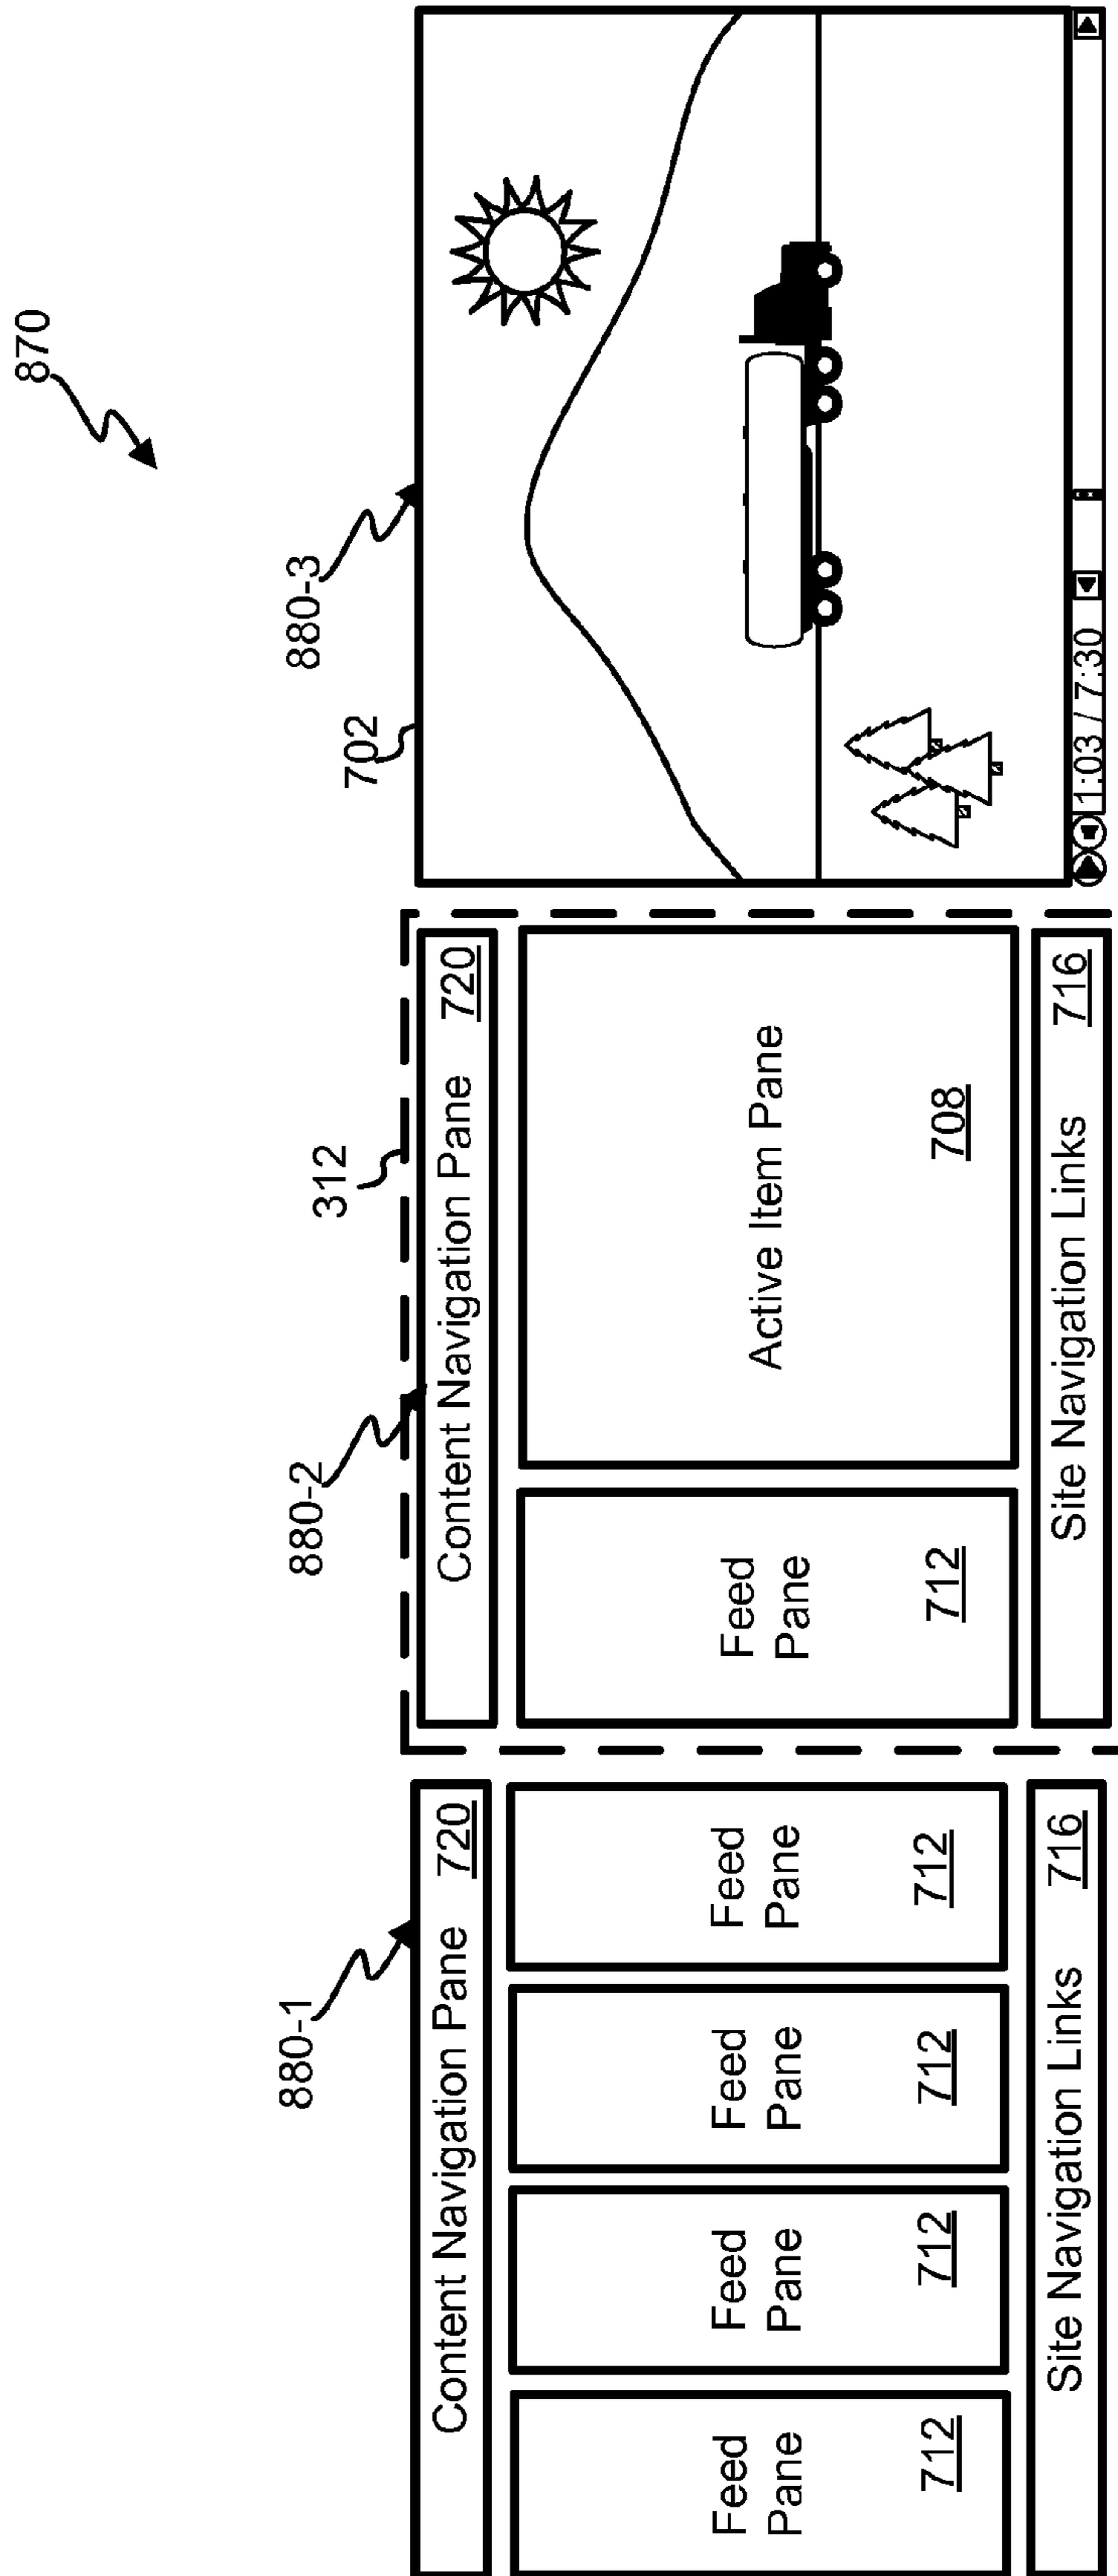 870
880-1
880-2
312
702
880-3
Content Navigation Pane 720
Feed
Pane
712
Feed
Pane
712
Feed
Pane
712
Feed
Pane
712
Site Navigation Links 716
Content Navigation Pane 720
Feed
Pane
712
Active Item Pane
708
Site Navigation Links 716
1:03 / 7:30